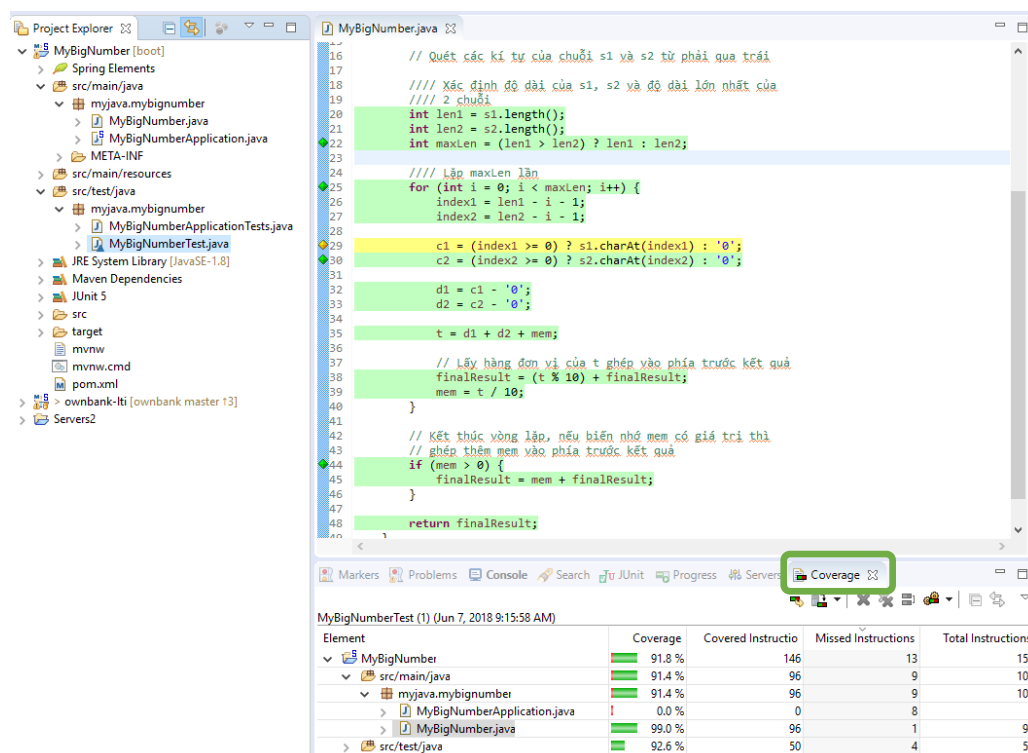 Project Explorer
MyBigNumber [boot]
Spring Elements
src/main/java
myjava.mybignumber
MyBigNumber.java
MyBigNumberApplication.java
META-INF
src/main/resources
src/test/java
myjava.mybignumber
MyBigNumberApplicationTests.java
MyBigNumberTest.java
JRE System Library [JavaSE-1.8]
Maven Dependencies
JUnit 5
src
target
mvnw
mvnw.cmd
pom.xml
> ownbank-lti [ownbank master ↑3]
Servers2
MyBigNumber.java
16 // Quét các kí tự của chuỗi s1 và s2 từ phải qua trái
17
18 //// Xác định độ dài của s1, s2 và độ dài lớn nhất của
19 //// 2 chuỗi
20 int len1 = s1.length();
21 int len2 = s2.length();
22 int maxLen = (len1 > len2) ? len1 : len2;
23
24 //// Lặp maxLen lần
25 for (int i = 0; i < maxLen; i++) {
26 index1 = len1 - i - 1;
27 index2 = len2 - i - 1;
28
29 c1 = (index1 >= 0) ? s1.charAt(index1) : '0';
30 c2 = (index2 >= 0) ? s2.charAt(index2) : '0';
31
32 d1 = c1 - '0';
33 d2 = c2 - '0';
34
35 t = d1 + d2 + mem;
36
37 // Lấy hàng đơn vị của t ghép vào phía trước kết quả
38 finalResult = (t % 10) + finalResult;
39 mem = t / 10;
40 }
41
42 // Kết thúc vòng lặp, nếu biến nhớ mem có giá trị thì
43 // ghép thêm mem vào phía trước kết quả
44 if (mem > 0) {
45 finalResult = mem + finalResult;
46 }
47
48 return finalResult;
49 }
Markers Problems Console Search JUnit Progress Servers Coverage
MyBigNumberTest (1) (Jun 7, 2018 9:15:58 AM)
Element Coverage Covered Instructio Missed Instructions Total Instructions
MyBigNumber 91.8 % 146 13 15
src/main/java 91.4 % 96 9 10
myjava.mybignumber 91.4 % 96 9 10
MyBigNumberApplication.java 0.0 % 0 8
MyBigNumber.java 99.0 % 96 1 9
src/test/java 92.6 % 50 4 5